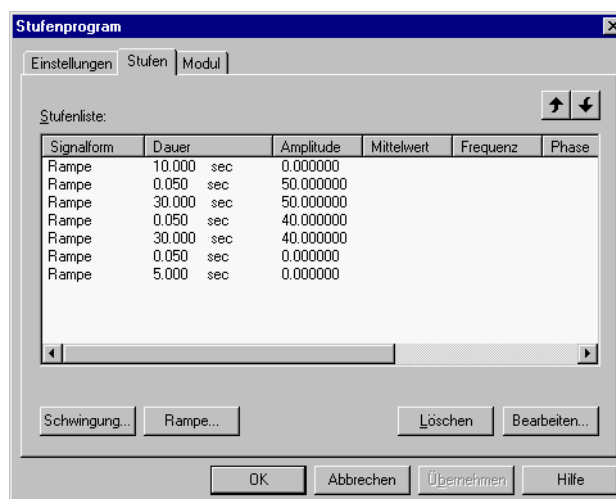 Stufenprogram
Einstellungen Stufen Modul
Stufenliste:
Signalform Dauer Amplitude Mittelwert Frequenz Phase
Rampe 10.000 sec 0.000000
Rampe 0.050 sec 50.000000
Rampe 30.000 sec 50.000000
Rampe 0.050 sec 40.000000
Rampe 30.000 sec 40.000000
Rampe 0.050 sec 0.000000
Rampe 5.000 sec 0.000000
Schwingung... Rampe... Löschen Bearbeiten...
OK Abbrechen Übernehmen Hilfe